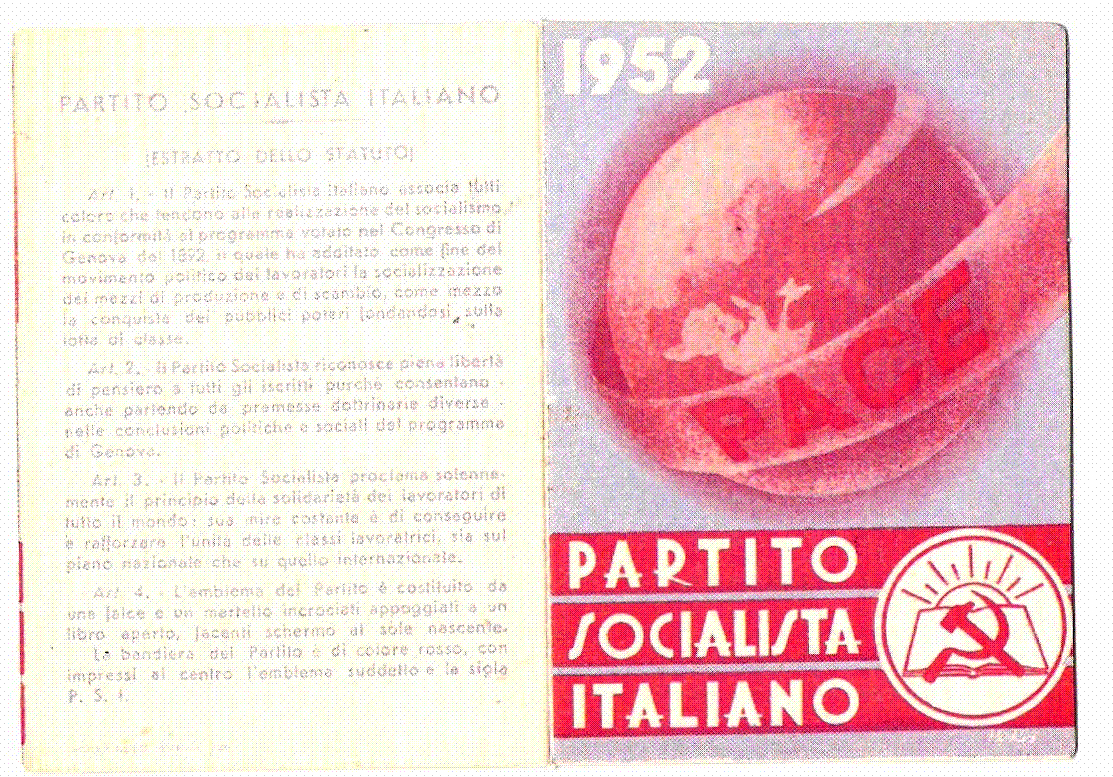 PARTITO SOCIALISTA ITALIANO
(ESTRATTO DELLO STATUTO)
Art. 1. - Il Partito Socialista Italiano associa tutti
coloro che tendono alla realizzazione del socialismo
in conformità al programma votato nel Congresso di
Genova del 1892, il quale ha additato come fine del
movimento politico dei lavoratori la socializzazione
dei mezzi di produzione e di scambio, come mezzo
la conquista dei pubblici poteri fondandosi sulla
lotta di classe.
Art. 2. - Il Partito Socialista riconosce piena libertà
di pensiero a tutti gli iscritti purche consentano -
anche partendo da premesse dottrinarie diverse -
nelle conclusioni politiche e sociali del programma
di Genova.
Art. 3. - Il Partito Socialista proclama solenne-
mente il principio della solidarietà dei lavoratori di
tutto il mondo: sua mira costante è di conseguire
e rafforzare l'unità delle classi lavoratrici, sia sul
piano nazionale che su quello internazionale.
Art. 4. - L'emblema del Partito è costituito da
una falce e un martello incrociati appoggiati a un
libro aperto, facenti schermo al sole nascente.
La bandiera del Partito è di colore rosso, con
impressi al centro l'emblema suddetto e la sigla
P. S. I.
1952
PACE
PARTITO
SOCIALISTA
ITALIANO